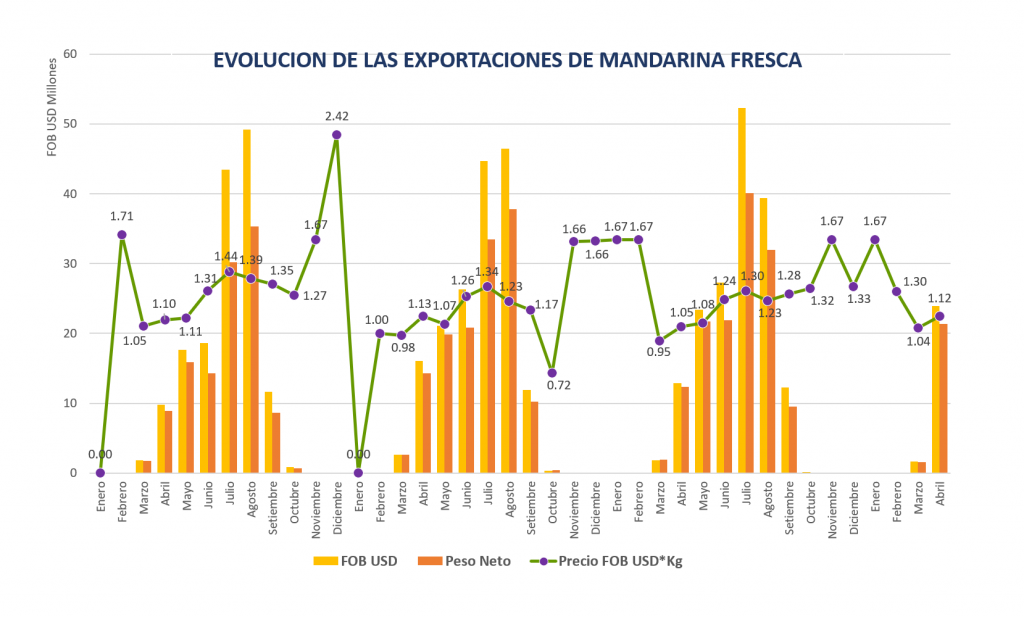 EVOLUCION DE LAS EXPORTACIONES DE MANDARINA FRESCA
FOB USD Millones
60
50
40
30
20
10
0
0.00
1.71
1.05
1.10
1.11
1.31
1.44
1.39
1.35
1.27
1.67
2.42
0.00
1.00
0.98
1.13
1.07
1.26
1.34
1.23
1.17
0.72
1.66
1.66
1.67
1.67
0.95
1.05
1.08
1.24
1.30
1.23
1.28
1.32
1.67
1.33
1.67
1.30
1.04
1.12
Enero
Febrero
Marzo
Abril
Mayo
Junio
Julio
Agosto
Setiembre
Octubre
Noviembre
Diciembre
Enero
Febrero
Marzo
Abril
Mayo
Junio
Julio
Agosto
Setiembre
Octubre
Noviembre
Diciembre
Enero
Febrero
Marzo
Abril
Mayo
Junio
Julio
Agosto
Setiembre
Octubre
Noviembre
Diciembre
Enero
Febrero
Marzo
Abril
FOB USD Peso Neto Precio FOB USD*Kg